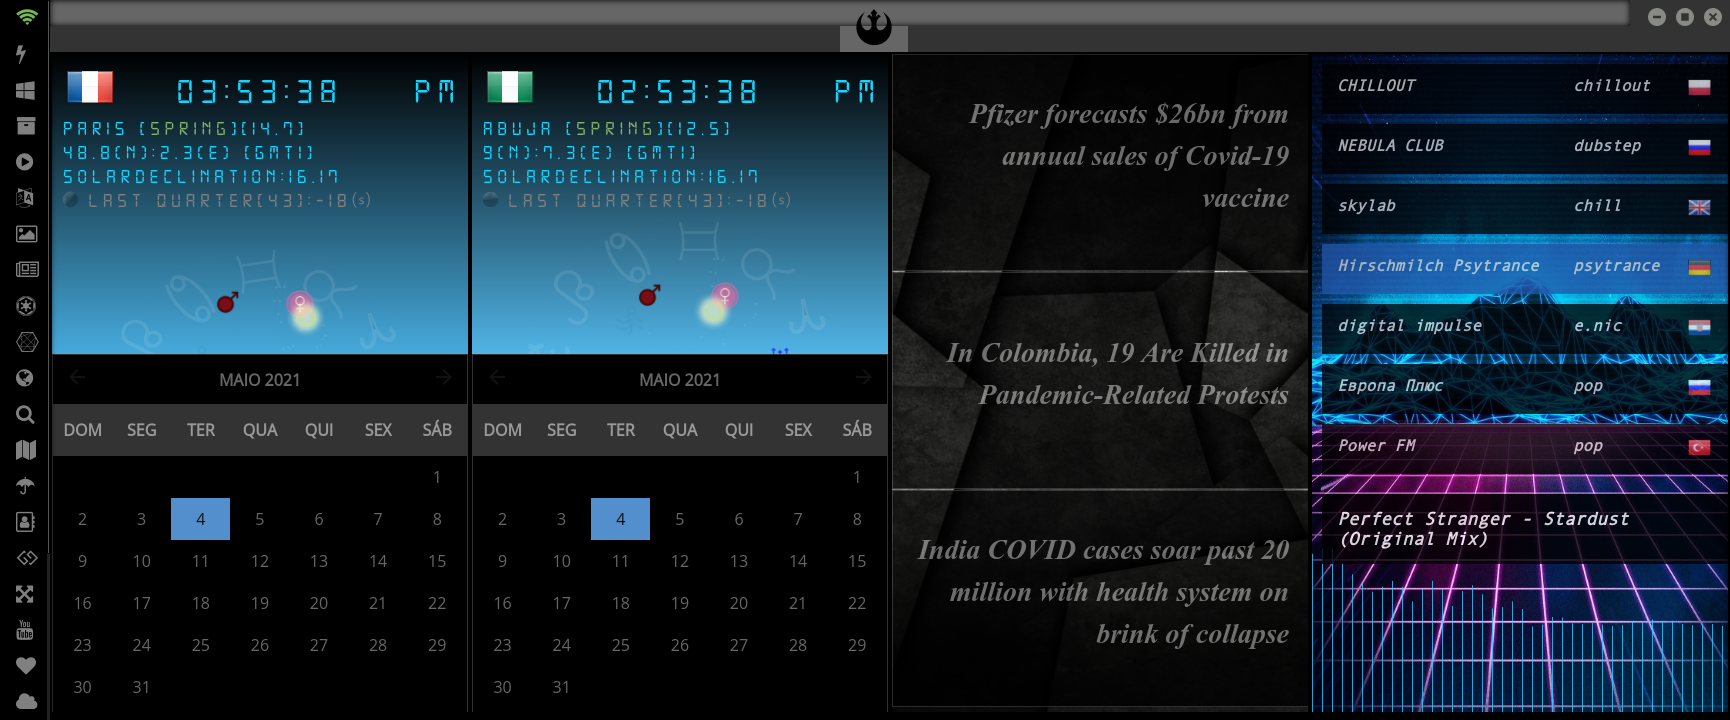 03:53:38 PM
PARIS [SPRING][14.7]
48.8(N):2.3(E) [GMT1]
SOLARDECLINATION:16.17
LAST QUARTER[43]:-18(s)
MAIO 2021
DOM SEG TER QUA QUI SEX SÁB
1
2 3 4 5 6 7 8
9 10 11 12 13 14 15
16 17 18 19 20 21 22
23 24 25 26 27 28 29
30 31
02:53:38 PM
ABUJA [SPRING][12.5]
9(N):7.3(E) [GMT1]
SOLARDECLINATION:16.17
LAST QUARTER[43]:-18(s)
MAIO 2021
DOM SEG TER QUA QUI SEX SÁB
1
2 3 4 5 6 7 8
9 10 11 12 13 14 15
16 17 18 19 20 21 22
23 24 25 26 27 28 29
30 31
Pfizer forecasts $26bn from
annual sales of Covid-19
vaccine
In Colombia, 19 Are Killed in
Pandemic-Related Protests
India COVID cases soar past 20
million with health system on
brink of collapse
CHILLOUT chillout
NEBULA CLUB dubstep
skylab chill
Hirschmilch Psytrance psytrance
digital impulse e.nic
Европа Плюс pop
Power FM pop
Perfect Stranger - Stardust
(Original Mix)
You
Tube